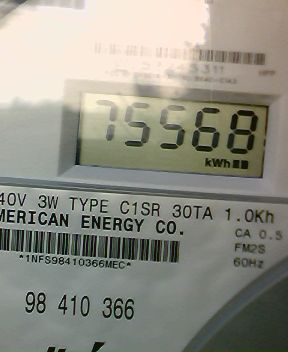 75568
kWh
40V 3W TYPE C1SR 30TA 1.0Kh
MERICAN ENERGY CO.
CA 0.5
FM2S
*1NFS98410366MEC*
60Hz
98 410 366